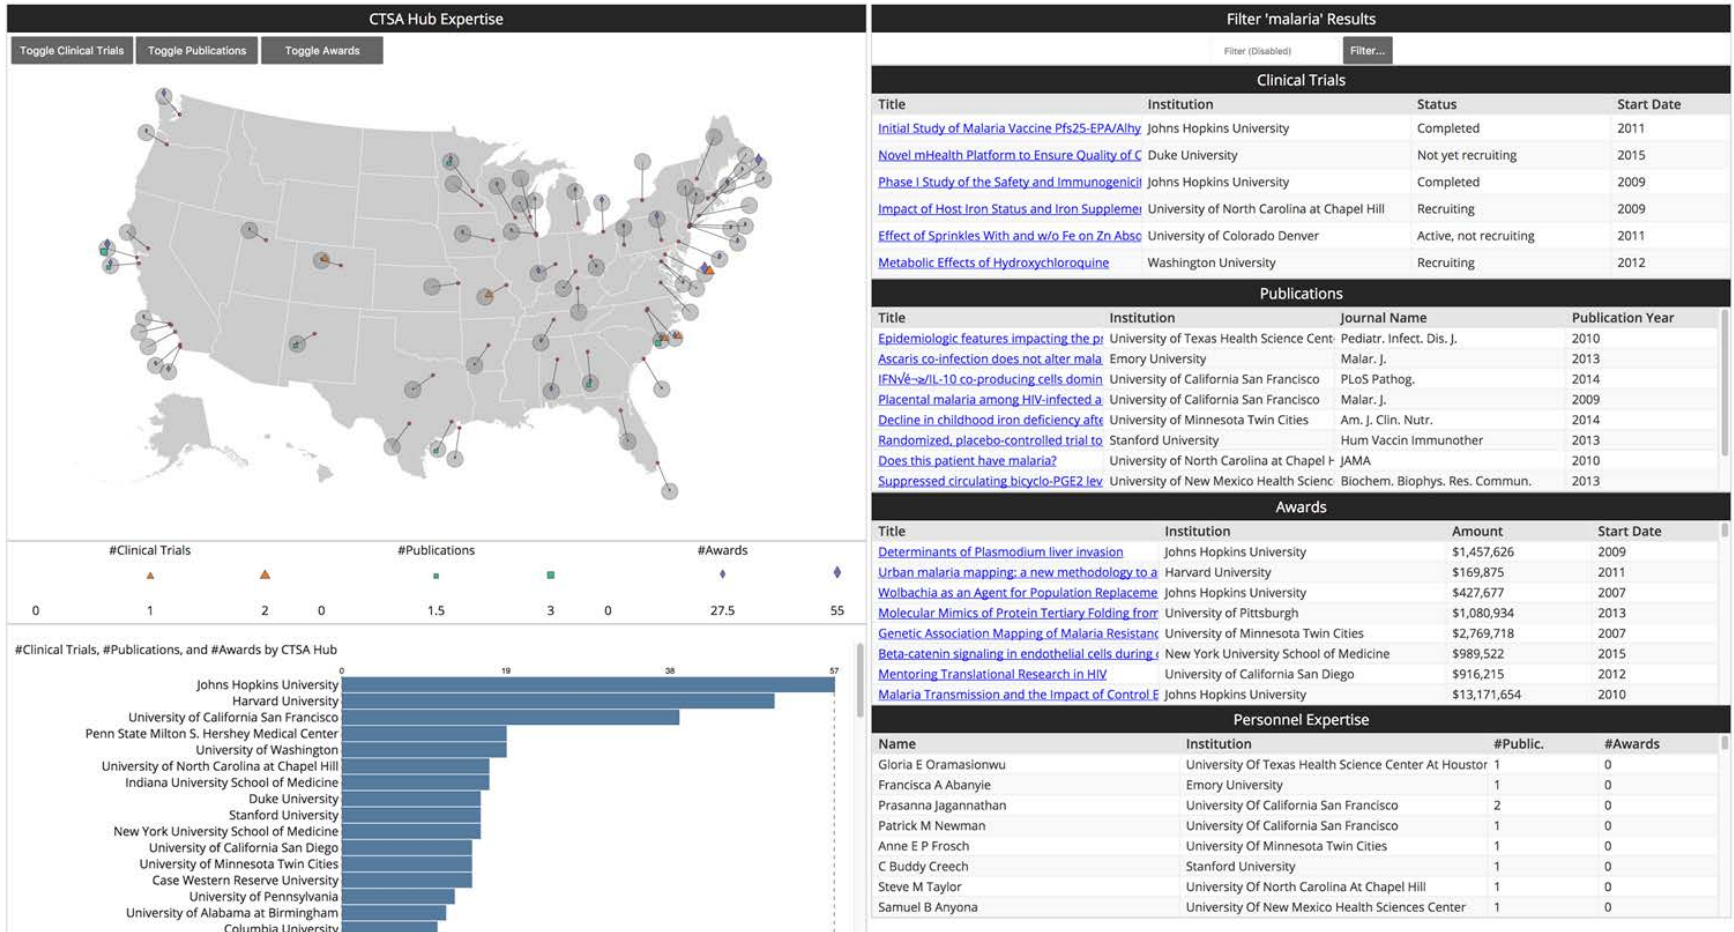 CTSA Hub Expertise
Toggle Clinical Trials Toggle Publications Toggle Awards
#Clinical Trials #Publications #Awards
0 1 2 0 1.5 3 0 27.5 55
#Clinical Trials, #Publications, and #Awards by CTSA Hub
0 19 38 57
Johns Hopkins University
Harvard University
University of California San Francisco
Penn State Milton S. Hershey Medical Center
University of Washington
University of North Carolina at Chapel Hill
Indiana University School of Medicine
Duke University
Stanford University
New York University School of Medicine
University of California San Diego
University of Minnesota Twin Cities
Case Western Reserve University
University of Pennsylvania
University of Alabama at Birmingham
Columbia University
Filter 'malaria' Results
Filter (Disabled) Filter...
Clinical Trials
Title Institution Status Start Date
Initial Study of Malaria Vaccine Pfs25-EPA/Alhy Johns Hopkins University Completed 2011
Novel mHealth Platform to Ensure Quality of C Duke University Not yet recruiting 2015
Phase I Study of the Safety and Immunogenicit Johns Hopkins University Completed 2009
Impact of Host Iron Status and Iron Supplemen University of North Carolina at Chapel Hill Recruiting 2009
Effect of Sprinkles With and w/o Fe on Zn Abso University of Colorado Denver Active, not recruiting 2011
Metabolic Effects of Hydroxychloroquine Washington University Recruiting 2012
Publications
Title Institution Journal Name Publication Year
Epidemiologic features impacting the pr University of Texas Health Science Cent Pediatr. Infect. Dis. J. 2010
Ascaris co-infection does not alter mala Emory University Malar. J. 2013
IFN√é¬≥/IL-10 co-producing cells domin University of California San Francisco PLoS Pathog. 2014
Placental malaria among HIV-infected a University of California San Francisco Malar. J. 2009
Decline in childhood iron deficiency afte University of Minnesota Twin Cities Am. J. Clin. Nutr. 2014
Randomized, placebo-controlled trial to Stanford University Hum Vaccin Immunother 2013
Does this patient have malaria? University of North Carolina at Chapel H JAMA 2010
Suppressed circulating bicyclo-PGE2 lev University of New Mexico Health Scienc Biochem. Biophys. Res. Commun. 2013
Awards
Title Institution Amount Start Date
Determinants of Plasmodium liver invasion Johns Hopkins University $1,457,626 2009
Urban malaria mapping: a new methodology to a Harvard University $169,875 2011
Wolbachia as an Agent for Population Replaceme Johns Hopkins University $427,677 2007
Molecular Mimics of Protein Tertiary Folding from University of Pittsburgh $1,080,934 2013
Genetic Association Mapping of Malaria Resistanc University of Minnesota Twin Cities $2,769,718 2007
Beta-catenin signaling in endothelial cells during c New York University School of Medicine $989,522 2015
Mentoring Translational Research in HIV University of California San Diego $916,215 2012
Malaria Transmission and the Impact of Control E Johns Hopkins University $13,171,654 2010
Personnel Expertise
Name Institution #Public. #Awards
Gloria E Oramasionwu University Of Texas Health Science Center At Houston 1 0
Francisca A Abanyie Emory University 1 0
Prasanna Jagannathan University Of California San Francisco 2 0
Patrick M Newman University Of California San Francisco 1 0
Anne E P Frosch University Of Minnesota Twin Cities 1 0
C Buddy Creech Stanford University 1 0
Steve M Taylor University Of North Carolina At Chapel Hill 1 0
Samuel B Anyona University Of New Mexico Health Sciences Center 1 0